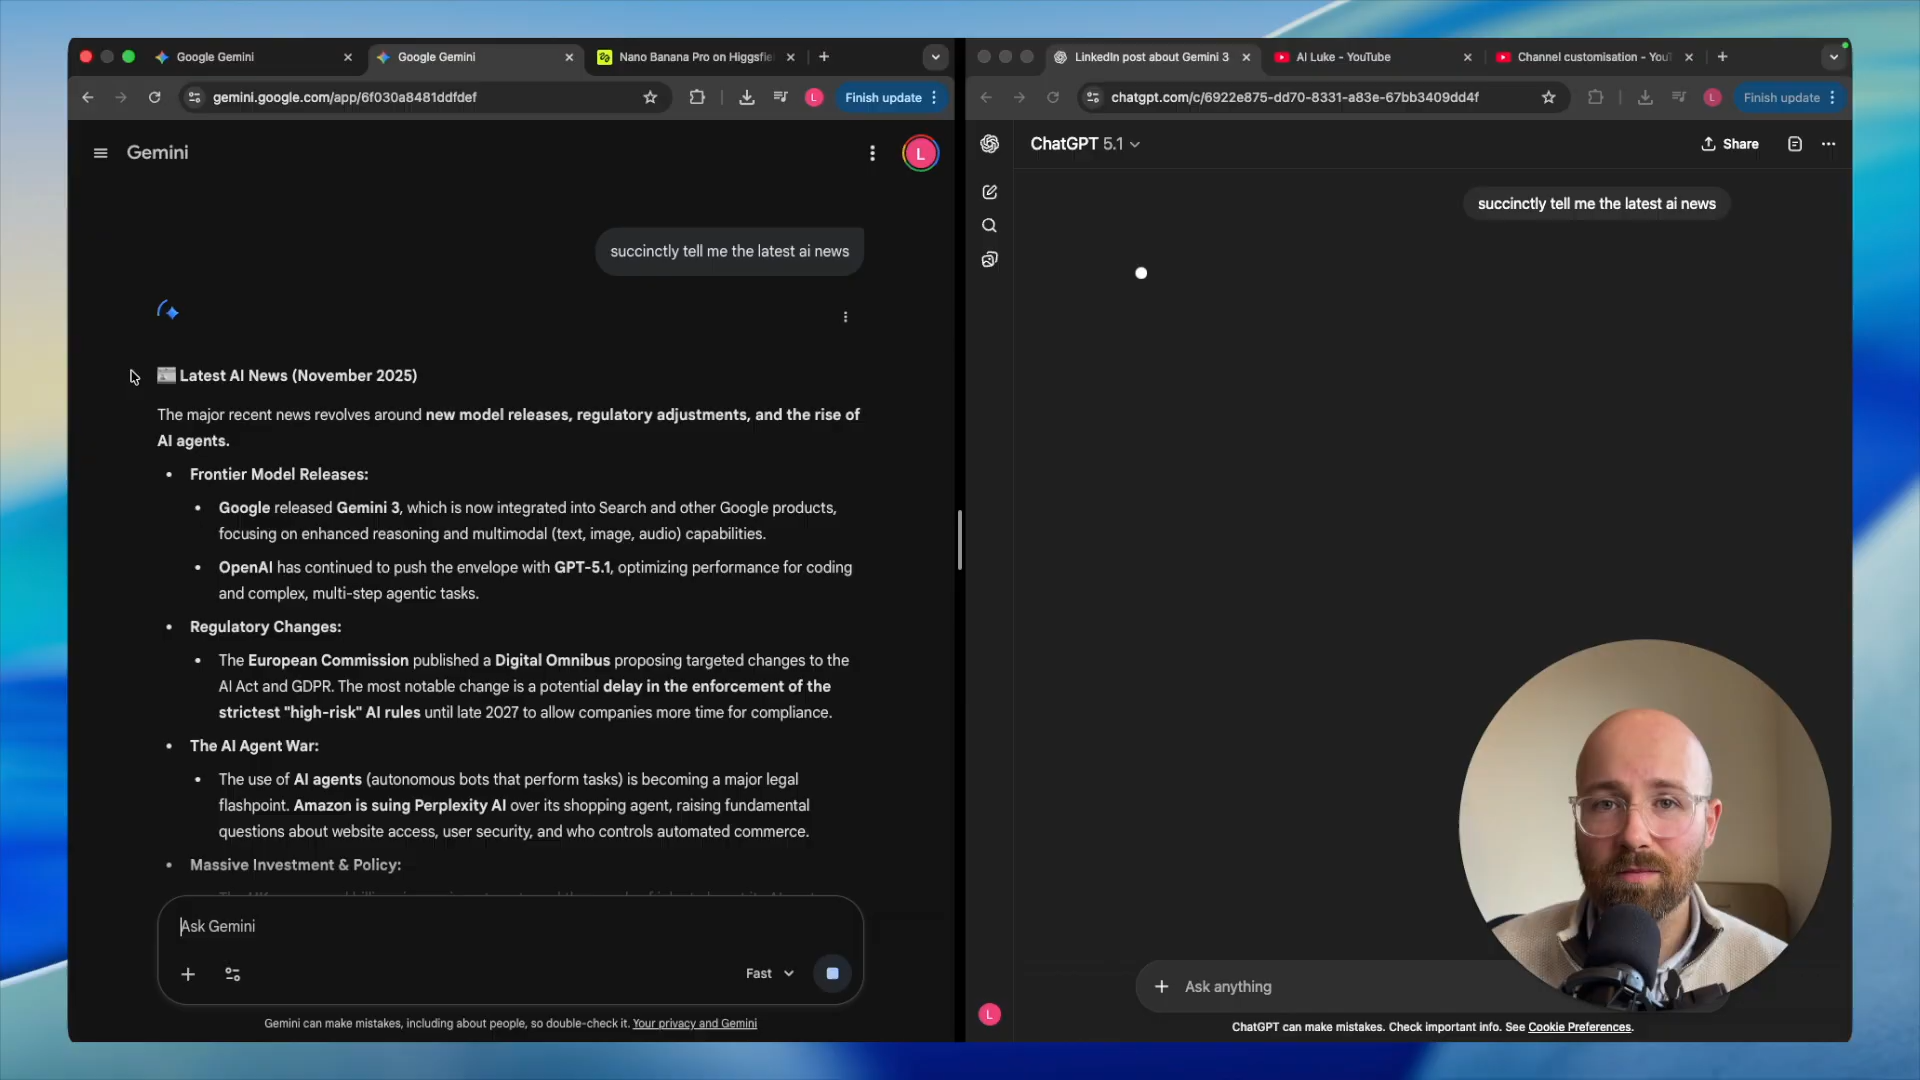 Google Gemini
Google Gemini
Nano Banana Pro on Higgsfie
gemini.google.com/app/6f030a8481ddfdef
L
Finish update
Gemini
L
succinctly tell me the latest ai news
Latest AI News (November 2025)
The major recent news revolves around new model releases, regulatory adjustments, and the rise of
AI agents.
• Frontier Model Releases:
• Google released Gemini 3, which is now integrated into Search and other Google products,
focusing on enhanced reasoning and multimodal (text, image, audio) capabilities.
• OpenAI has continued to push the envelope with GPT-5.1, optimizing performance for coding
and complex, multi-step agentic tasks.
• Regulatory Changes:
• The European Commission published a Digital Omnibus proposing targeted changes to the
AI Act and GDPR. The most notable change is a potential delay in the enforcement of the
strictest "high-risk" AI rules until late 2027 to allow companies more time for compliance.
• The AI Agent War:
• The use of AI agents (autonomous bots that perform tasks) is becoming a major legal
flashpoint. Amazon is suing Perplexity AI over its shopping agent, raising fundamental
questions about website access, user security, and who controls automated commerce.
• Massive Investment & Policy:
Ask Gemini
Fast
Gemini can make mistakes, including about people, so double-check it. Your privacy and Gemini
LinkedIn post about Gemini 3
AI Luke - YouTube
Channel customisation - YouT
chatgpt.com/c/6922e875-dd70-8331-a83e-67bb3409dd4f
L
Finish update
ChatGPT 5.1
Share
succinctly tell me the latest ai news
Ask anything
L
ChatGPT can make mistakes. Check important info. See Cookie Preferences.